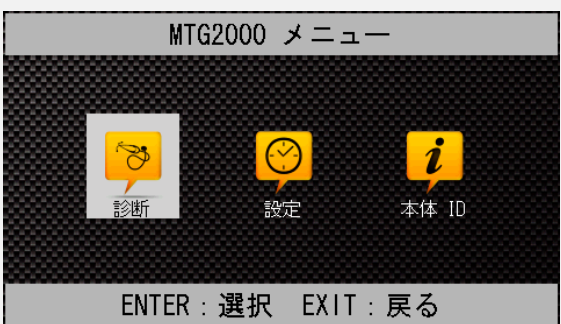 MTG2000 メニュー
診断 設定 本体 ID
ENTER：選択 EXIT：戻る